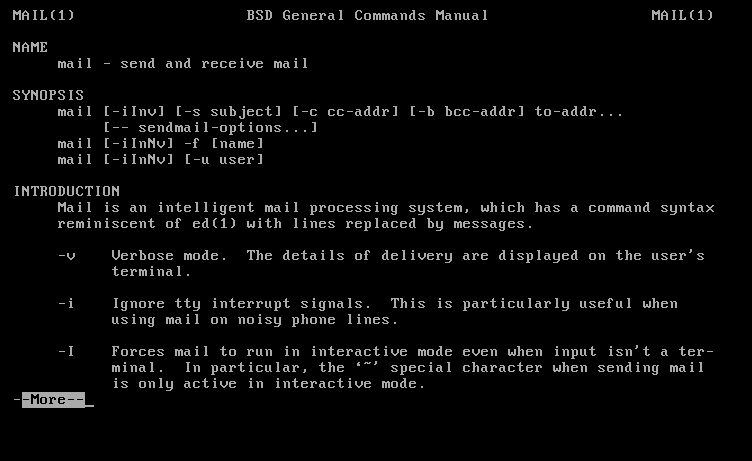 MAIL(1) BSD General Commands Manual MAIL(1)
NAME
mail - send and receive mail
SYNOPSIS
mail [-iInv] [-s subject] [-c cc-addr] [-b bcc-addr] to-addr...
[-- sendmail-options...]
mail [-iInNv] -f [name]
mail [-iInNv] [-u user]
INTRODUCTION
Mail is an intelligent mail processing system, which has a command syntax
reminiscent of ed(1) with lines replaced by messages.
-v Verbose mode. The details of delivery are displayed on the user's
terminal.
-i Ignore tty interrupt signals. This is particularly useful when
using mail on noisy phone lines.
-I Forces mail to run in interactive mode even when input isn't a ter-
minal. In particular, the ‘~’ special character when sending mail
is only active in interactive mode.
--More--_